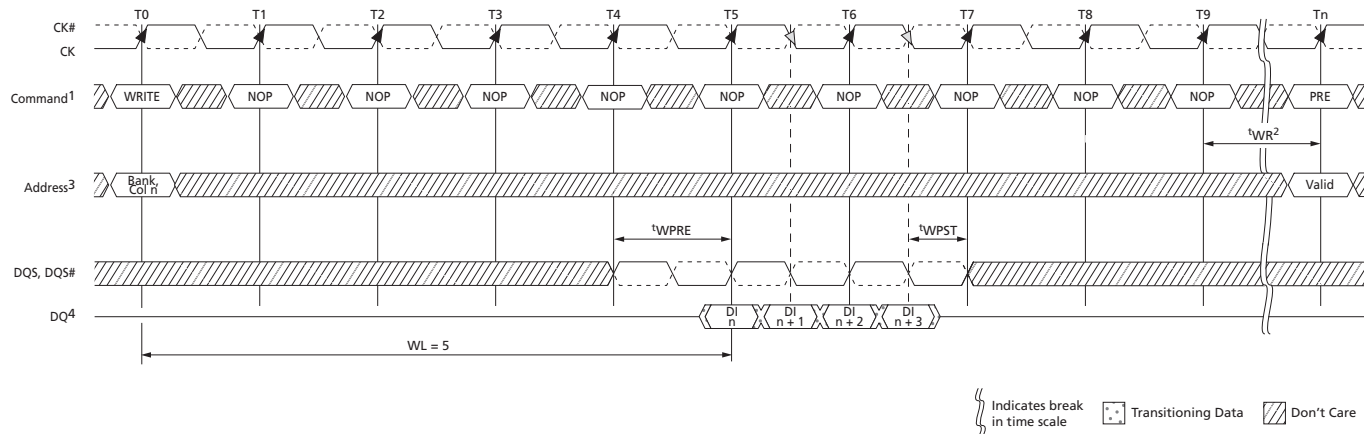 T0 T1 T2 T3 T4 T5 T6 T7 T8 T9 Tn
CK#
CK
Command1 WRITE NOP NOP NOP NOP NOP NOP NOP NOP NOP PRE
tWR2
Address3 Bank, Col n Valid
tWPRE tWPST
DQS, DQS#
DQ4 DI n DI n + 1 DI n + 2 DI n + 3
WL = 5
Indicates break in time scale Transitioning Data Don't Care